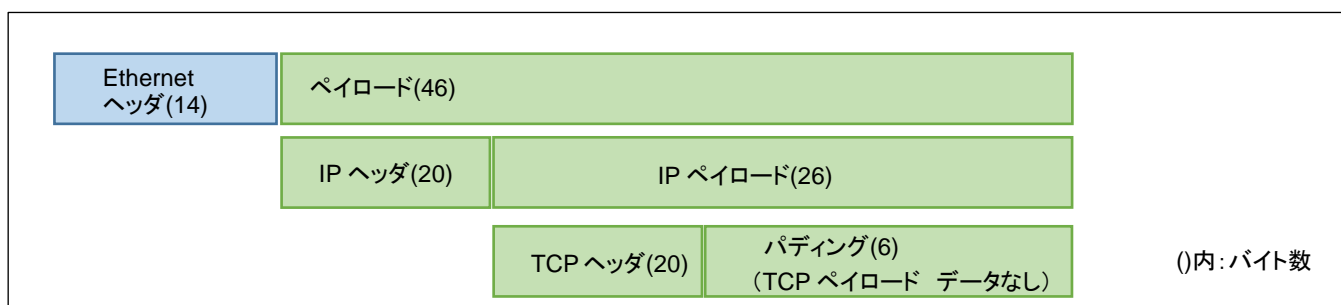 Ethernet
ヘッダ(14)
ペイロード(46)
IP ヘッダ(20)
IP ペイロード(26)
TCP ヘッダ(20)
パディング(6)
（TCP ペイロード　データなし）
()内：バイト数